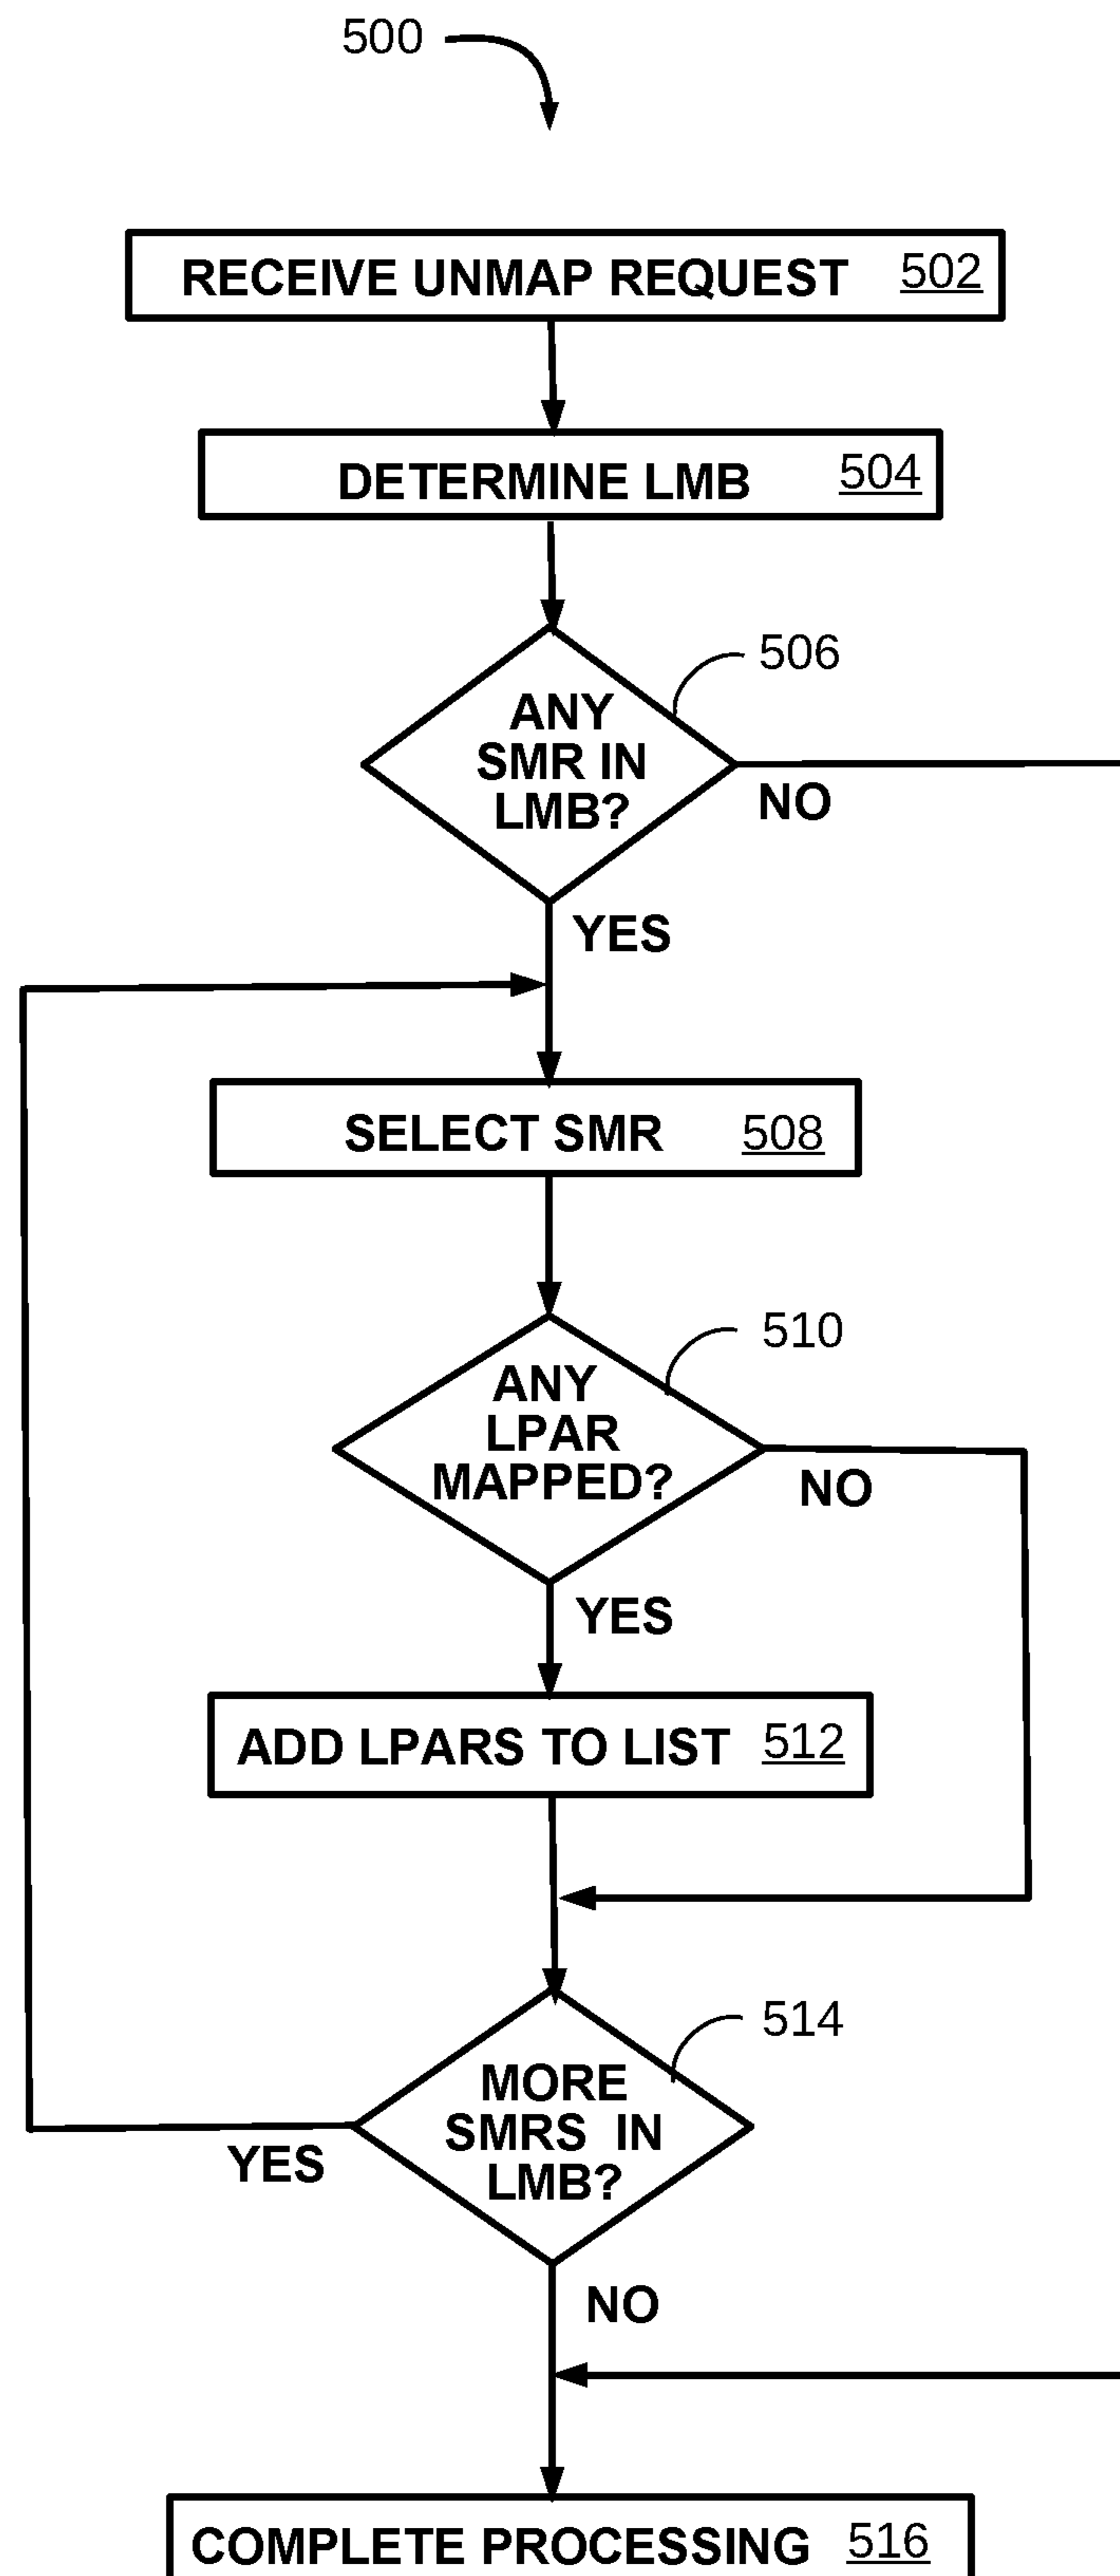 500
RECEIVE UNMAP REQUEST 502
DETERMINE LMB 504
506
ANY
SMR IN
LMB?
NO
YES
SELECT SMR 508
510
ANY
LPAR
MAPPED?
NO
YES
ADD LPARS TO LIST 512
514
MORE
SMRS IN
LMB?
YES
NO
COMPLETE PROCESSING 516